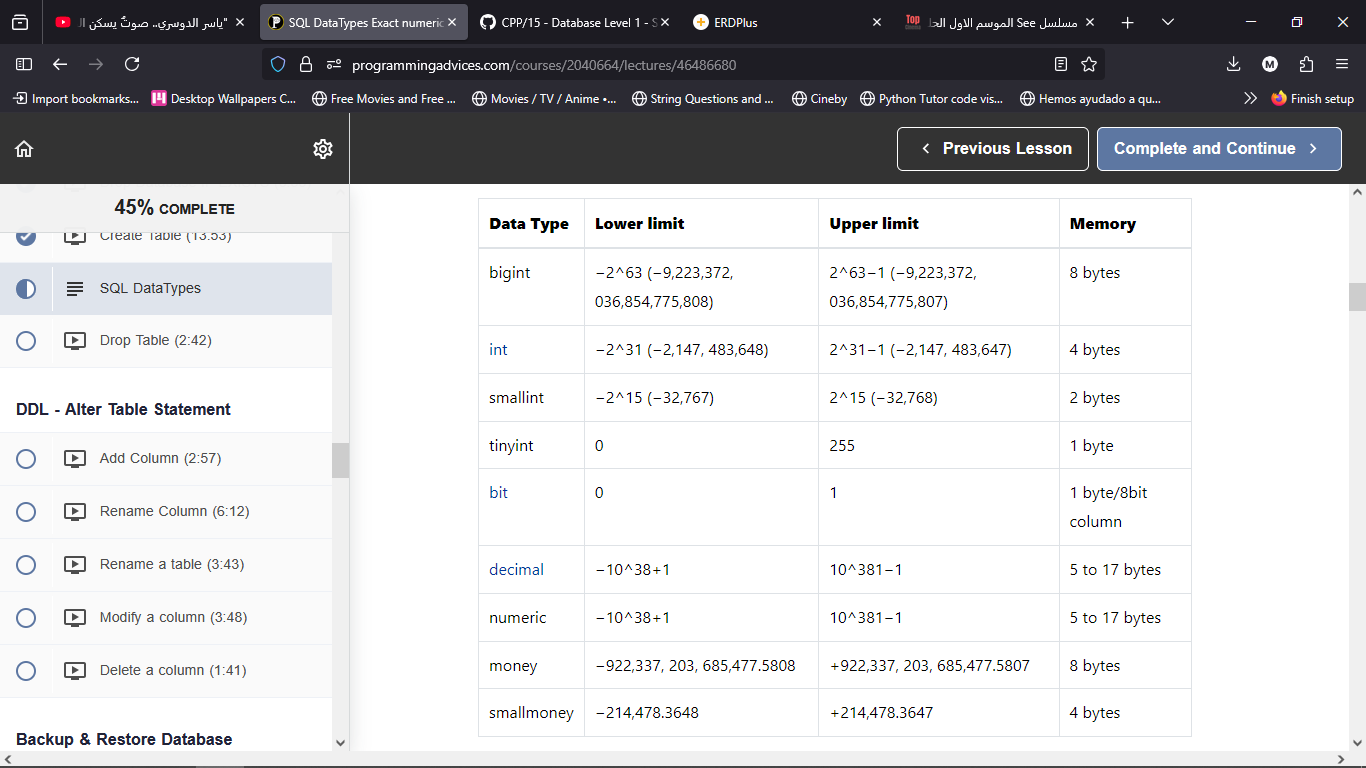 "ياسر الدوسري.. صوتٌ يسكن ال
SQL DataTypes Exact numeric
CPP/15 - Database Level 1 - S
ERDPlus
Top
مسلسل See الموسم الاول الحل
programmingadvices.com/courses/2040664/lectures/46486680
M
Import bookmarks...
Desktop Wallpapers C...
Free Movies and Free ...
Movies / TV / Anime •...
String Questions and ...
Cineby
Python Tutor code vis...
Hemos ayudado a qu...
Finish setup
Previous Lesson
Complete and Continue
45% COMPLETE
Create Table (13:53)
SQL DataTypes
Drop Table (2:42)
DDL - Alter Table Statement
Add Column (2:57)
Rename Column (6:12)
Rename a table (3:43)
Modify a column (3:48)
Delete a column (1:41)
Backup & Restore Database
Data Type Lower limit Upper limit Memory
bigint −2^63 (−9,223,372, 2^63−1 (−9,223,372, 8 bytes
036,854,775,808) 036,854,775,807)
int −2^31 (−2,147, 483,648) 2^31−1 (−2,147, 483,647) 4 bytes
smallint −2^15 (−32,767) 2^15 (−32,768) 2 bytes
tinyint 0 255 1 byte
bit 0 1 1 byte/8bit
column
decimal −10^38+1 10^381−1 5 to 17 bytes
numeric −10^38+1 10^381−1 5 to 17 bytes
money −922,337, 203, 685,477.5808 +922,337, 203, 685,477.5807 8 bytes
smallmoney −214,478.3648 +214,478.3647 4 bytes